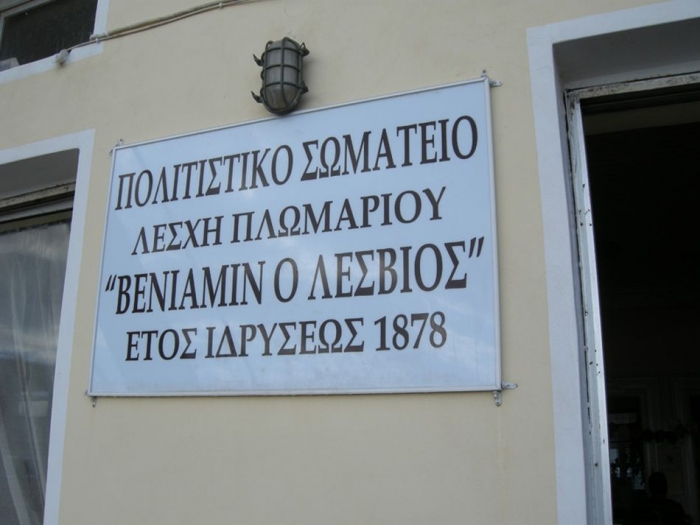 ΠΟΛΙΤΙΣΤΙΚΟ ΣΩΜΑΤΕΙΟ
ΛΕΣΧΗ ΠΛΩΜΑΡΙΟΥ
“ΒΕΝΙΑΜΙΝ Ο ΛΕΣΒΙΟΣ”
ΕΤΟΣ ΙΔΡΥΣΕΩΣ 1878